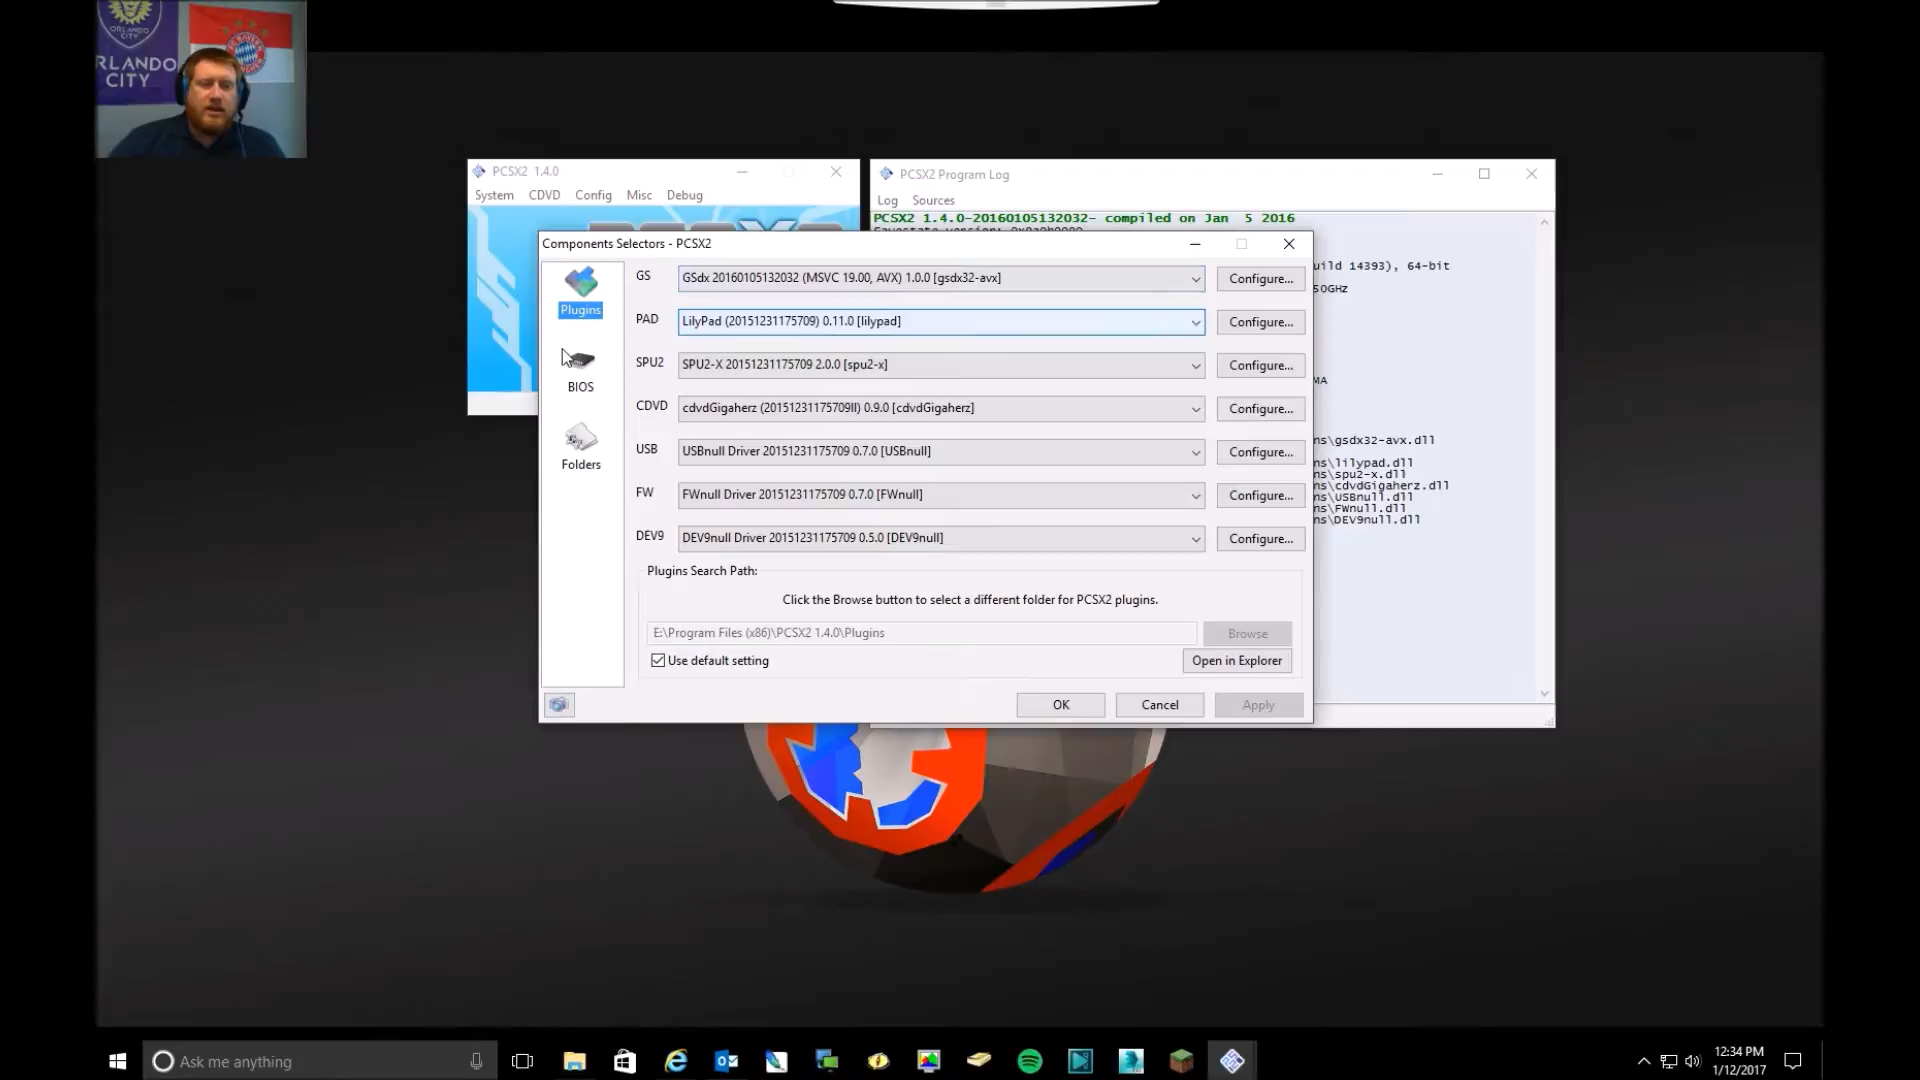 ORLANDO
CITY
ORLANDO
CITY
PCSX2 1.4.0
System CDVD Config Misc Debug
PCSX2 Program Log
Log Sources
PCSX2 1.4.0-20160105132032- compiled on Jan 5 2016
Savestate version: 0x9a0b0000
Components Selectors - PCSX2
uild 14393), 64-bit
50GHz
MA
ns\gsdx32-avx.dll
ns\lilypad.dll
ns\spu2-x.dll
ns\cdvdGigaherz.dll
ns\USBnull.dll
ns\FWnull.dll
ns\DEV9null.dll
Plugins
BIOS
Folders
GS GSdx 20160105132032 (MSVC 19.00, AVX) 1.0.0 [gsdx32-avx] Configure...
PAD LilyPad (20151231175709) 0.11.0 [lilypad] Configure...
SPU2 SPU2-X 20151231175709 2.0.0 [spu2-x] Configure...
CDVD cdvdGigaherz (20151231175709II) 0.9.0 [cdvdGigaherz] Configure...
USB USBnull Driver 20151231175709 0.7.0 [USBnull] Configure...
FW FWnull Driver 20151231175709 0.7.0 [FWnull] Configure...
DEV9 DEV9null Driver 20151231175709 0.5.0 [DEV9null] Configure...
Plugins Search Path:
Click the Browse button to select a different folder for PCSX2 plugins.
E:\Program Files (x86)\PCSX2 1.4.0\Plugins Browse
Use default setting Open in Explorer
OK Cancel Apply
Ask me anything
12:34 PM
1/12/2017